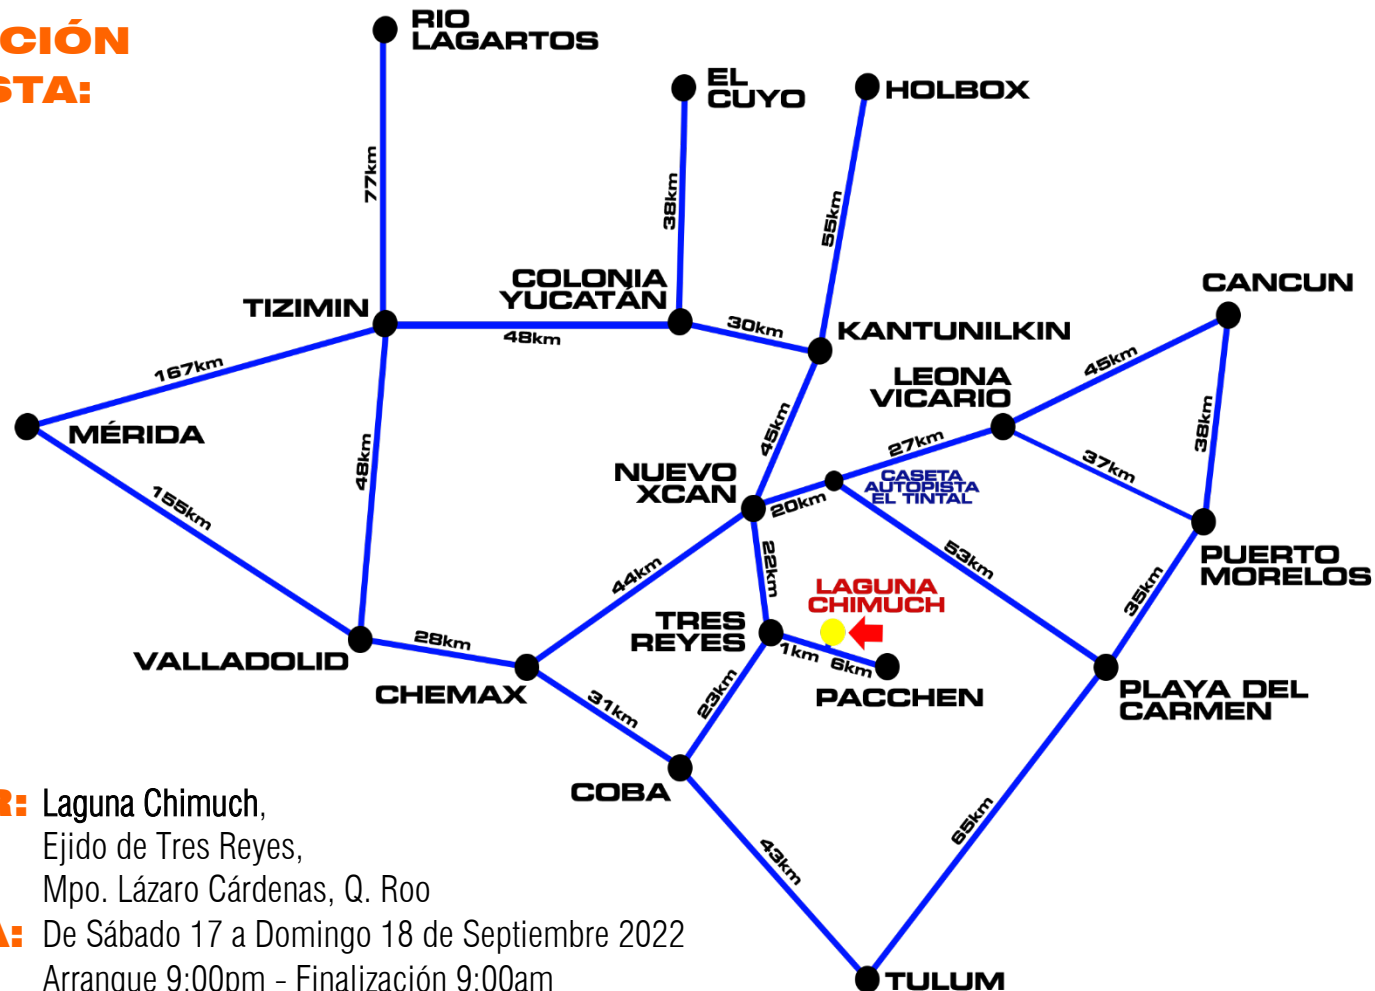 CIÓN
STA:
RIO
LAGARTOS
EL
CUYO
HOLBOX
77km
38km
55km
COLONIA
YUCATÁN
CANCUN
TIZIMIN
30km
KANTUNILKIN
48km
45km
167km
LEONA
VICARIO
MÉRIDA
45km
38km
27km
48km
NUEVO
XCAN
37km
CASETA
AUTOPISTA
EL TINTAL
155km
20km
53km
PUERTO
MORELOS
44km
22km
LAGUNA
CHIMUCH
35km
TRES
REYES
28km
1km
6km
VALLADOLID
CHEMAX
PACCHEN
PLAYA DEL
CARMEN
31km
23km
COBA
R: Laguna Chimuch,
65km
Ejido de Tres Reyes,
43km
Mpo. Lázaro Cárdenas, Q. Roo
A: De Sábado 17 a Domingo 18 de Septiembre 2022
Arranque 9:00pm - Finalización 9:00am
TULUM